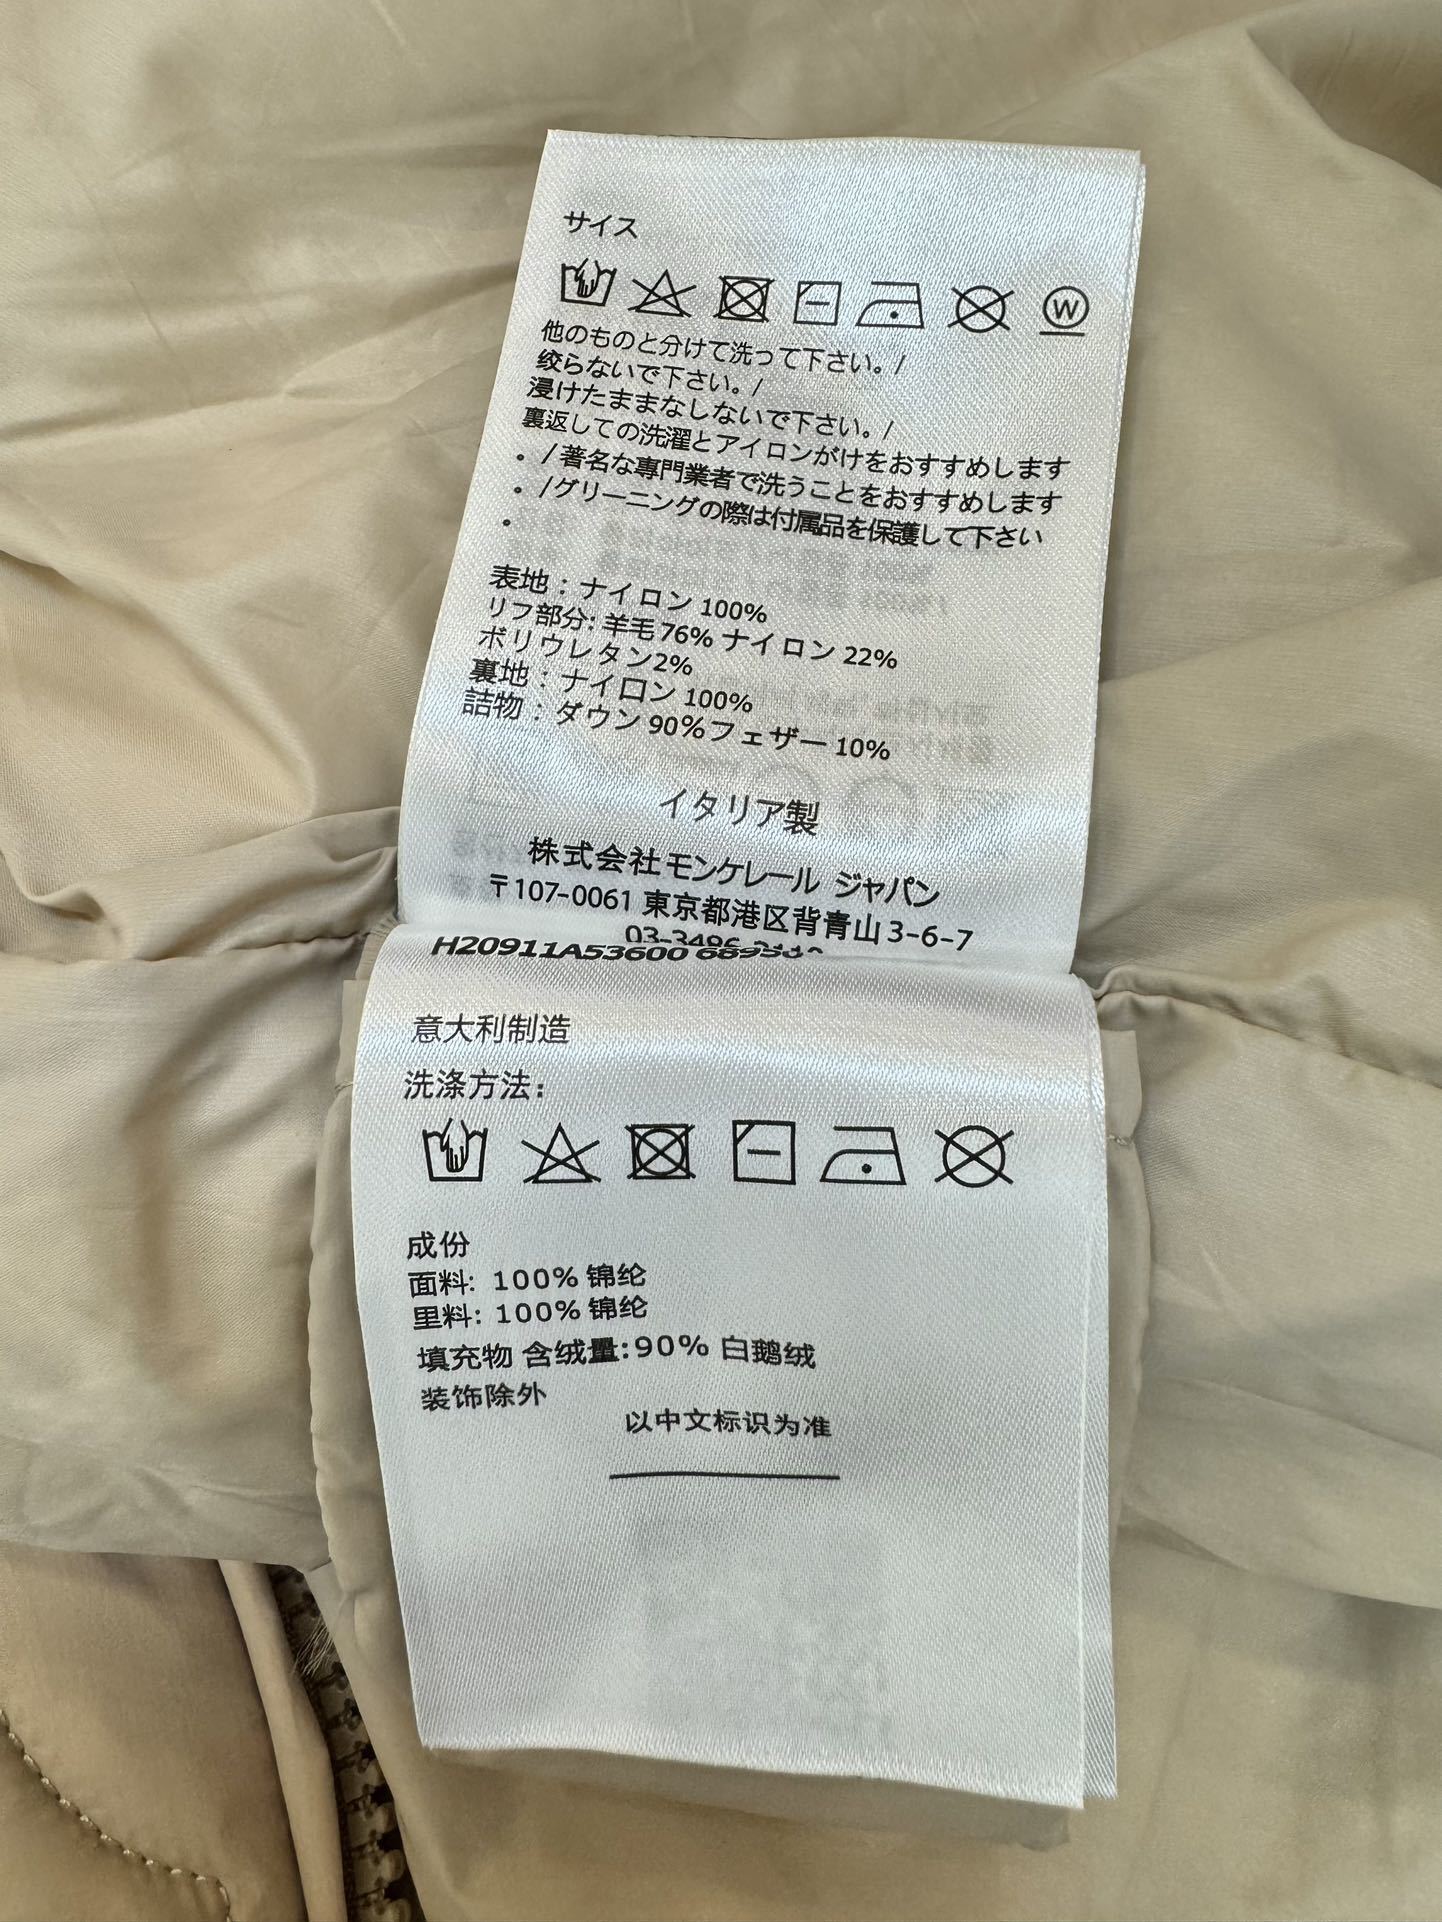 サイス
W
他のものと分けて洗って下さい。/
绞らないで下さい。/
浸けたままなしないで下さい。/
裏返しての洗濯とアイロンがけをおすすめします
。/著名な専門業者で洗うことをおすすめします
。/グリーニングの際は付属品を保護して下さい
。
表地：ナイロン 100%
リフ部分: 羊毛 76% ナイロン 22%
ボリウレタン2%
裏地：ナイロン 100%
詰物：ダウン 90%フェザー 10%
イタリア製
株式会社モンケレール ジャパン
〒107-0061 東京都港区背青山 3-6-7
H20911A53600
意大利制造
洗涤方法：
成份
面料: 100% 锦纶
里料: 100% 锦纶
填充物 含绒量:90% 白鹅绒
装饰除外
以中文标识为准